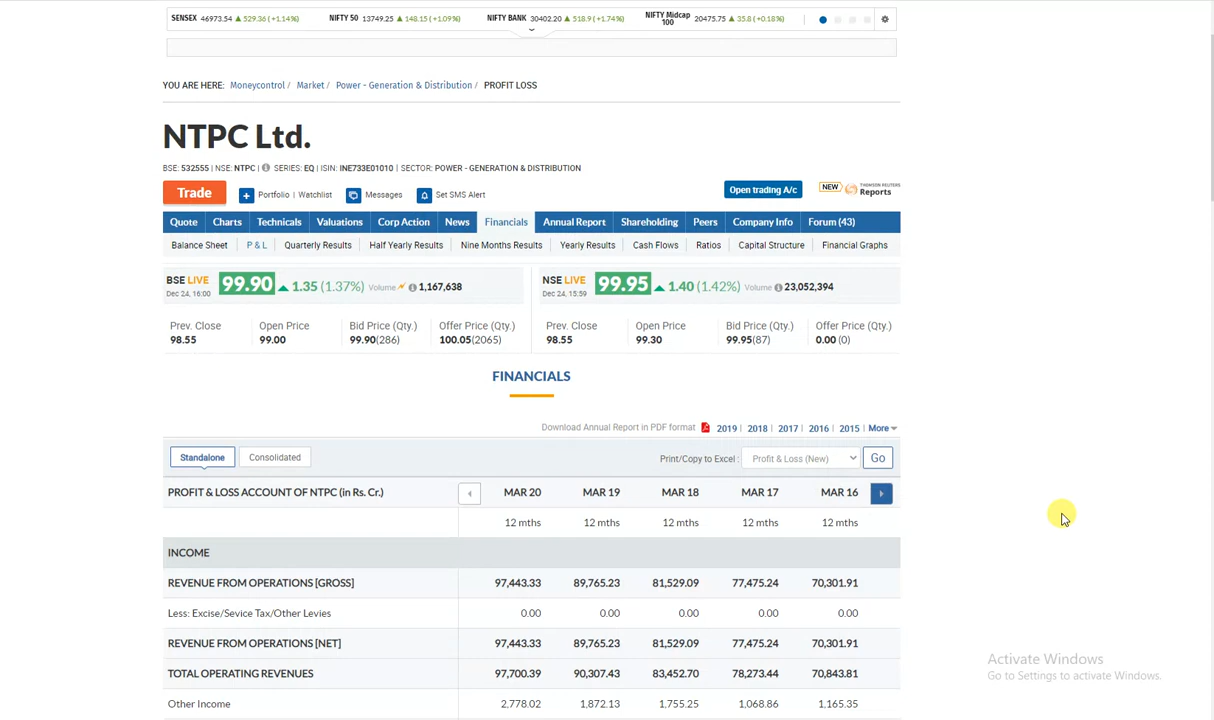 SENSEX 46973.54 ▲ 529.36 (+1.14%) NIFTY 50 13749.25 ▲ 148.15 (+1.09%) NIFTY BANK 30402.20 ▲ 518.9 (+1.74%) NIFTY Midcap 100 20475.75 ▲ 35.8 (+0.18%)
YOU ARE HERE: Moneycontrol / Market / Power - Generation & Distribution / PROFIT LOSS
NTPC Ltd.
BSE: 532555 | NSE: NTPC | SERIES: EQ | ISIN: INE733E01010 | SECTOR: POWER - GENERATION & DISTRIBUTION
Trade + Portfolio | Watchlist Messages Set SMS Alert Open trading A/c NEW THOMSON REUTERS Reports
Quote Charts Technicals Valuations Corp Action News Financials Annual Report Shareholding Peers Company Info Forum (43)
Balance Sheet P & L Quarterly Results Half Yearly Results Nine Months Results Yearly Results Cash Flows Ratios Capital Structure Financial Graphs
BSE LIVE 99.90 ▲ 1.35 (1.37%) Volume 1,167,638 NSE LIVE 99.95 ▲ 1.40 (1.42%) Volume 23,052,394
Dec 24, 16:00 Dec 24, 15:59
Prev. Close Open Price Bid Price (Qty.) Offer Price (Qty.) Prev. Close Open Price Bid Price (Qty.) Offer Price (Qty.)
98.55 99.00 99.90(286) 100.05(2065) 98.55 99.30 99.95(87) 0.00 (0)
FINANCIALS
Download Annual Report in PDF format 2019 | 2018 | 2017 | 2016 | 2015 | More
Standalone Consolidated Print/Copy to Excel : Profit & Loss (New) Go
PROFIT & LOSS ACCOUNT OF NTPC (in Rs. Cr.) MAR 20 MAR 19 MAR 18 MAR 17 MAR 16
12 mths 12 mths 12 mths 12 mths 12 mths
INCOME
REVENUE FROM OPERATIONS [GROSS] 97,443.33 89,765.23 81,529.09 77,475.24 70,301.91
Less: Excise/Sevice Tax/Other Levies 0.00 0.00 0.00 0.00 0.00
REVENUE FROM OPERATIONS [NET] 97,443.33 89,765.23 81,529.09 77,475.24 70,301.91
TOTAL OPERATING REVENUES 97,700.39 90,307.43 83,452.70 78,273.44 70,843.81
Other Income 2,778.02 1,872.13 1,755.25 1,068.86 1,165.35
Activate Windows
Go to Settings to activate Windows.